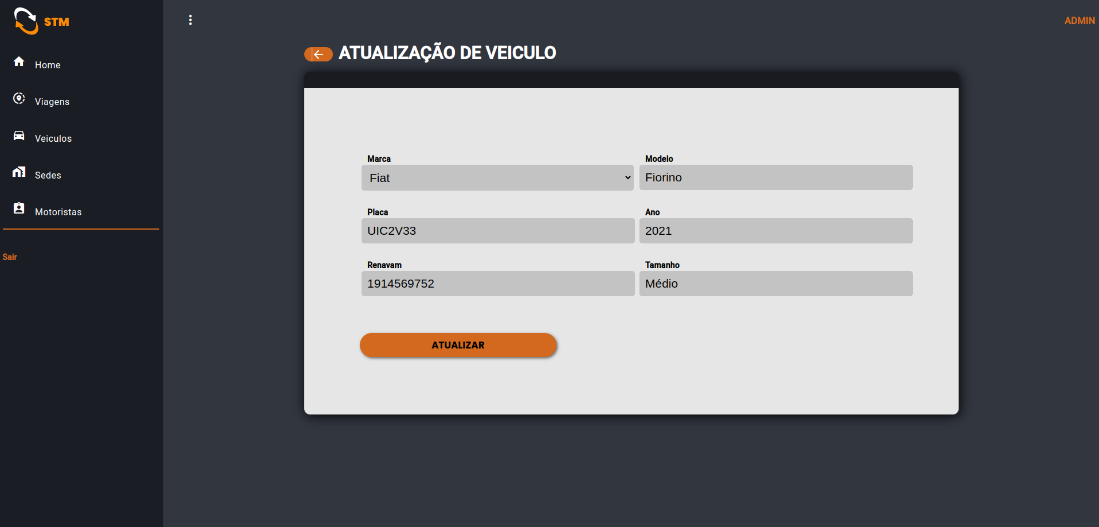 STM
ADMIN
Home
Viagens
Veiculos
Sedes
Motoristas
Sair
ATUALIZAÇÃO DE VEICULO
Marca
Modelo
Fiat
Fiorino
Placa
Ano
UIC2V33
2021
Renavam
Tamanho
1914569752
Médio
ATUALIZAR